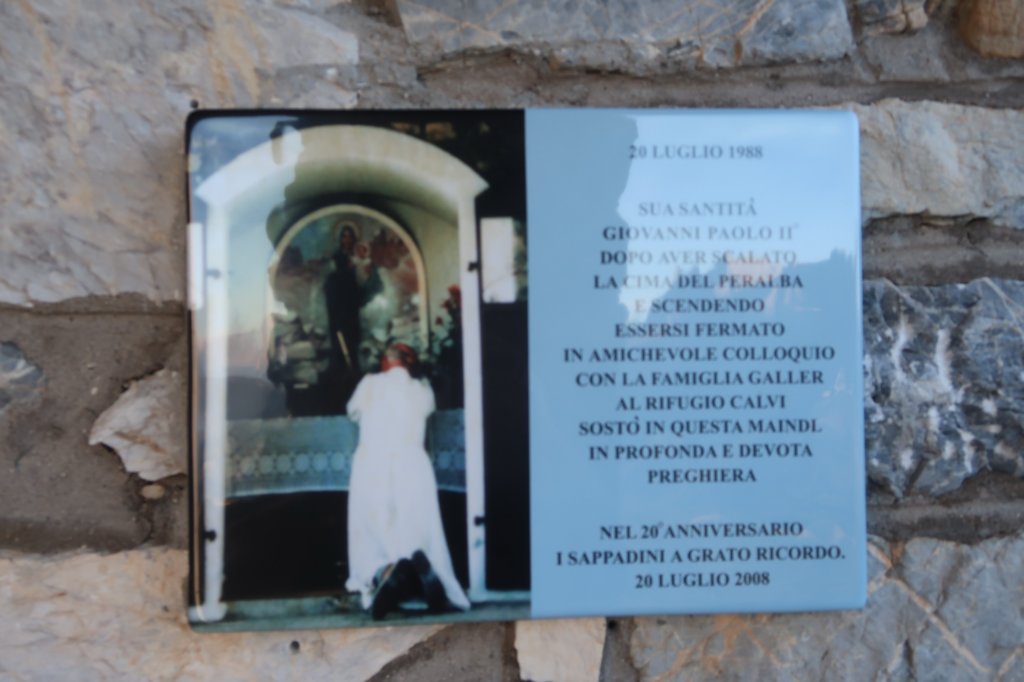 20 LUGLIO 1988
SUA SANTITÁ
GIOVANNI PAOLO II°
DOPO AVER SCALATO
LA CIMA DEL PERALBA
E SCENDENDO
ESSERSI FERMATO
IN AMICHEVOLE COLLOQUIO
CON LA FAMIGLIA GALLER
AL RIFUGIO CALVI
SOSTÒ IN QUESTA MAINDL
IN PROFONDA E DEVOTA
PREGHIERA
NEL 20° ANNIVERSARIO
I SAPPADINI A GRATO RICORDO.
20 LUGLIO 2008